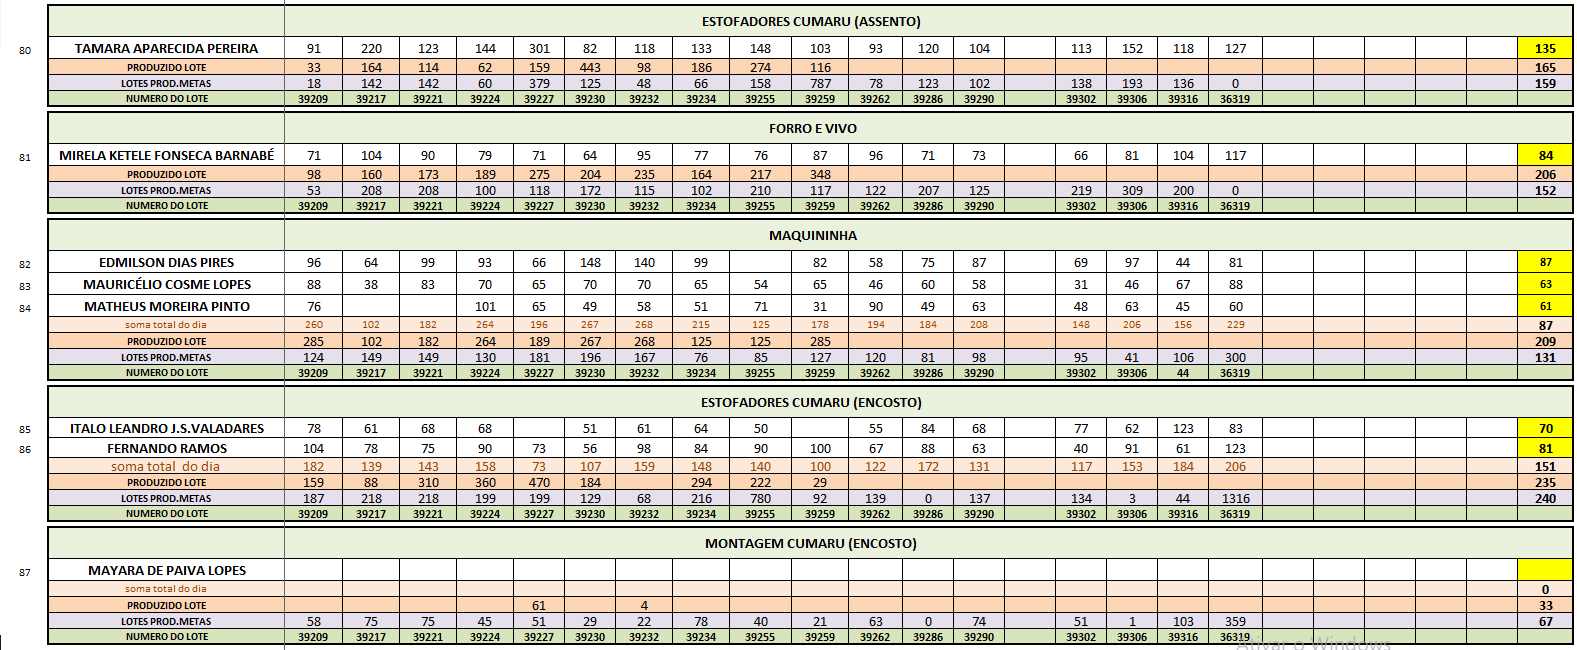 ESTOFADORES CUMARU (ASSENTO)
80 TAMARA APARECIDA PEREIRA 91 220 123 144 301 82 118 133 148 103 93 120 104 113 152 118 127 135
PRODUZIDO LOTE 33 164 114 62 159 443 98 186 274 116 165
LOTES PROD.METAS 18 142 142 60 379 125 48 66 158 787 78 123 102 138 193 136 0 159
NUMERO DO LOTE 39209 39217 39221 39224 39227 39230 39232 39234 39255 39259 39262 39286 39290 39302 39306 39316 36319
FORRO E VIVO
81 MIRELA KETELE FONSECA BARNABÉ 71 104 90 79 71 64 95 77 76 87 96 71 73 66 81 104 117 84
PRODUZIDO LOTE 98 160 173 189 275 204 235 164 217 348 206
LOTES PROD.METAS 53 208 208 100 118 172 115 102 210 117 122 207 125 219 309 200 0 152
NUMERO DO LOTE 39209 39217 39221 39224 39227 39230 39232 39234 39255 39259 39262 39286 39290 39302 39306 39316 36319
MAQUININHA
82 EDMILSON DIAS PIRES 96 64 99 93 66 148 140 99 82 58 75 87 69 97 44 81 87
83 MAURICÉLIO COSME LOPES 88 38 83 70 65 70 70 65 54 65 46 60 58 31 46 67 88 63
84 MATHEUS MOREIRA PINTO 76 101 65 49 58 51 71 31 90 49 63 48 63 45 60 61
soma total do dia 260 102 182 264 196 267 268 215 125 178 194 184 208 148 206 156 229 87
PRODUZIDO LOTE 285 102 182 264 189 267 268 125 125 285 209
LOTES PROD.METAS 124 149 149 130 181 196 167 76 85 127 120 81 98 95 41 106 300 131
NUMERO DO LOTE 39209 39217 39221 39224 39227 39230 39232 39234 39255 39259 39262 39286 39290 39302 39306 44 36319
ESTOFADORES CUMARU (ENCOSTO)
85 ITALO LEANDRO J.S.VALADARES 78 61 68 68 51 61 64 50 55 84 68 77 62 123 83 70
86 FERNANDO RAMOS 104 78 75 90 73 56 98 84 90 100 67 88 63 40 91 61 123 81
soma total do dia 182 139 143 158 73 107 159 148 140 100 122 172 131 117 153 184 206 151
PRODUZIDO LOTE 159 88 310 360 470 184 294 222 29 235
LOTES PROD.METAS 187 218 218 199 199 129 68 216 780 92 139 0 137 134 3 44 1316 240
NUMERO DO LOTE 39209 39217 39221 39224 39227 39230 39232 39234 39255 39259 39262 39286 39290 39302 39306 39316 36319
MONTAGEM CUMARU (ENCOSTO)
87 MAYARA DE PAIVA LOPES
soma total do dia 0
PRODUZIDO LOTE 61 4 33
LOTES PROD.METAS 58 75 75 45 51 29 22 78 40 21 63 0 74 51 1 103 359 67
NUMERO DO LOTE 39209 39217 39221 39224 39227 39230 39232 39234 39255 39259 39262 39286 39290 39302 39306 39316 36319
Ativar o Windows